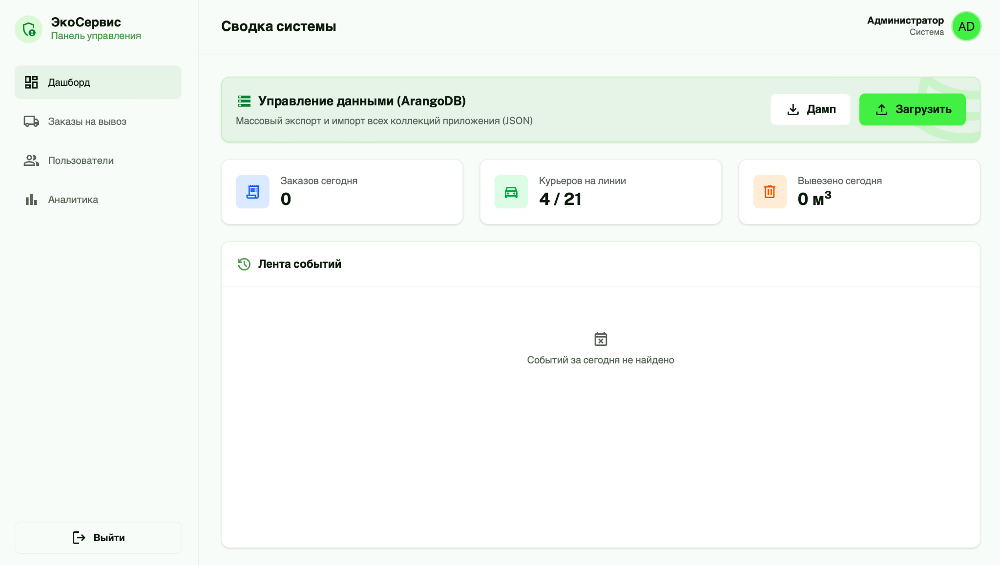 ЭкоСервис
Панель управления
Дашборд
Заказы на вывоз
Пользователи
Аналитика
Выйти
Сводка системы
Администратор
Система
AD
Управление данными (ArangoDB)
Массовый экспорт и импорт всех коллекций приложения (JSON)
Дамп
Загрузить
Заказов сегодня
0
Курьеров на линии
4 / 21
Вывезено сегодня
0 м³
Лента событий
Событий за сегодня не найдено